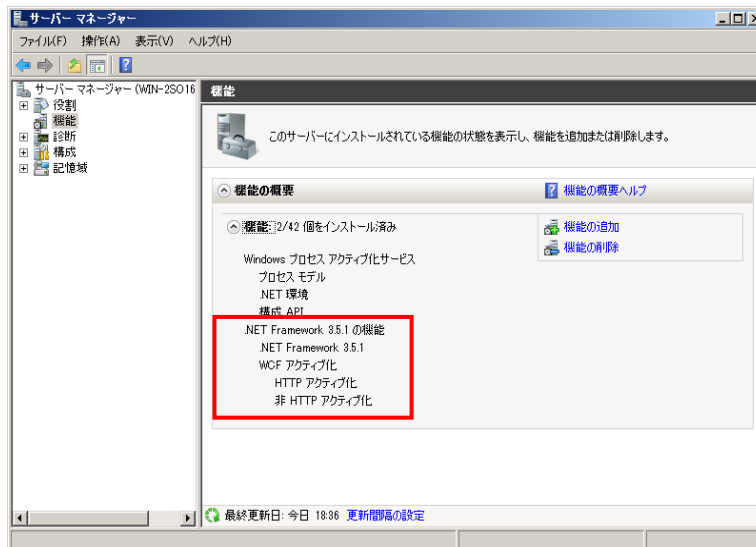 サーバー マネージャー
ファイル(F) 操作(A) 表示(V) ヘルプ(H)
サーバー マネージャー (WIN-2SO16
役割
機能
診断
構成
記憶域
機能
このサーバーにインストールされている機能の状態を表示し、機能を追加または削除します。
機能の概要
機能の概要ヘルプ
機能: 2/42 個をインストール済み
機能の追加
機能の削除
Windows プロセス アクティブ化サービス
プロセス モデル
.NET 環境
構成 API
.NET Framework 3.5.1 の機能
.NET Framework 3.5.1
WCF アクティブ化
HTTP アクティブ化
非 HTTP アクティブ化
最終更新日: 今日 18:36 更新間隔の設定